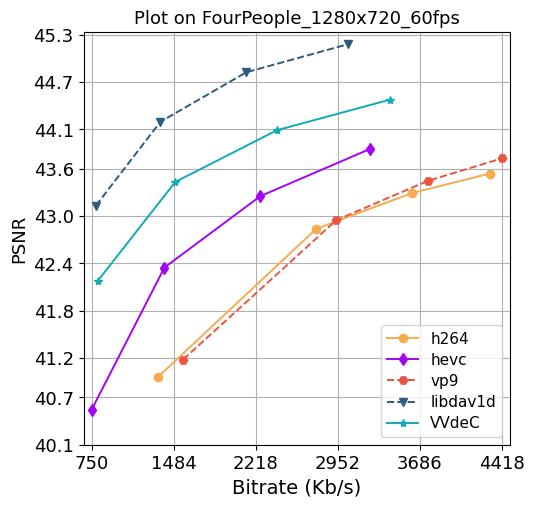 Plot on FourPeople_1280x720_60fps
45.3
44.7
44.1
43.6
43.0
42.4
41.8
41.2
40.7
40.1
PSNR
h264
hevc
vp9
libdav1d
VVdeC
750 1484 2218 2952 3686 4418
Bitrate (Kb/s)